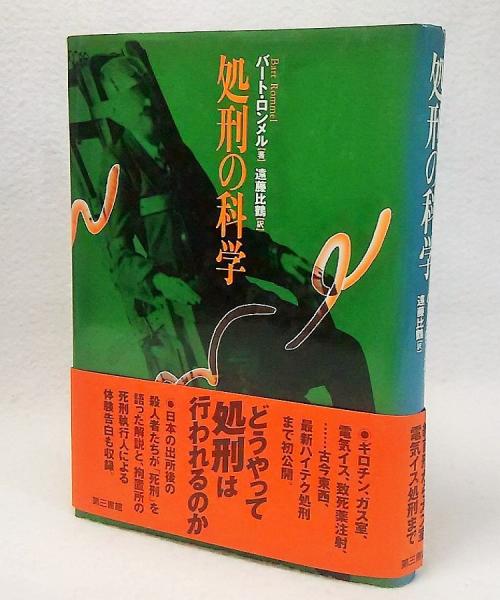 処刑の科学
Bart Rommel
バート・ロンメル[著] 遠藤比鶴[訳]
●ギロチン、ガス室、
電気イス、致死薬注射、
……古今東西、
最新ハイテク処刑
まで初公開。
どうやって
処刑は
行われるのか
●日本の出所後の
殺人者たちが「死刑」を
語った解説と、拘置所の
死刑執行人による
体験告白も収録。
第三書館
処刑の科学
遠藤比鶴[訳]
電気イス処刑まで
第三書館